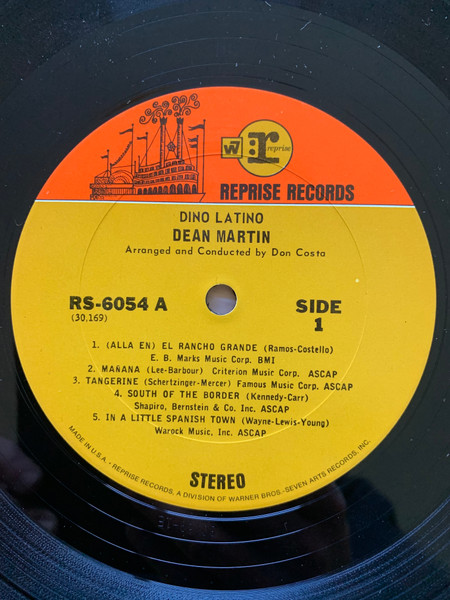 W7 r: reprise
REPRISE RECORDS
DINO LATINO
DEAN MARTIN
Arranged and Conducted by Don Costa
RS-6054 A
(30,169)
SIDE
1
1. (ALLA EN) EL RANCHO GRANDE (Ramos-Costello)
E. B. Marks Music Corp. BMI
2. MAÑANA (Lee-Barbour) Criterion Music Corp. ASCAP
3. TANGERINE (Schertzinger-Mercer) Famous Music Corp. ASCAP
4. SOUTH OF THE BORDER (Kennedy-Carr)
Shapiro, Bernstein & Co. Inc. ASCAP
5. IN A LITTLE SPANISH TOWN (Wayne-Lewis-Young)
Warock Music, Inc. ASCAP
STEREO
MADE IN U.S.A. • REPRISE RECORDS, A DIVISION OF WARNER BROS.-SEVEN ARTS RECORDS, INC.